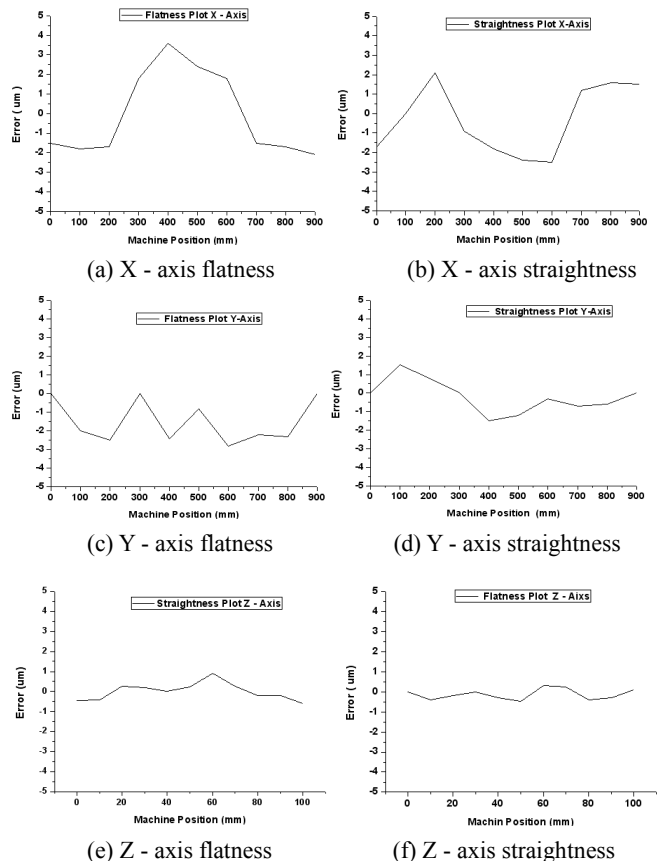 Flatness Plot X - Axis
Error (um )
5
4
3
2
1
0
-1
-2
-3
-4
-5
0 100 200 300 400 500 600 700 800 900
Machine Position (mm)
(a) X - axis flatness
Straightness Plot X-Axis
Error (um )
5
4
3
2
1
0
-1
-2
-3
-4
-5
0 100 200 300 400 500 600 700 800 900
Machine Position (mm)
(b) X - axis straightness
Flatness Plot Y-Axis
Error (um)
5
4
3
2
1
0
-1
-2
-3
-4
-5
0 100 200 300 400 500 600 700 800 900
Machine Position (mm)
(c) Y - axis flatness
Straightness Plot Y-Axis
Error (um)
5
4
3
2
1
0
-1
-2
-3
-4
-5
0 100 200 300 400 500 600 700 800 900
Machine Position (mm)
(d) Y - axis straightness
Straightness Plot Z - Axis
Error ( um)
5
4
3
2
1
0
-1
-2
-3
-4
-5
0 20 40 60 80 100
Machin Position (mm)
(e) Z - axis flatness
Flatness Plot Z - Aixs
Error (um)
5
4
3
2
1
0
-1
-2
-3
-4
-5
0 20 40 60 80 100
Machin Position (mm)
(f) Z - axis straightness